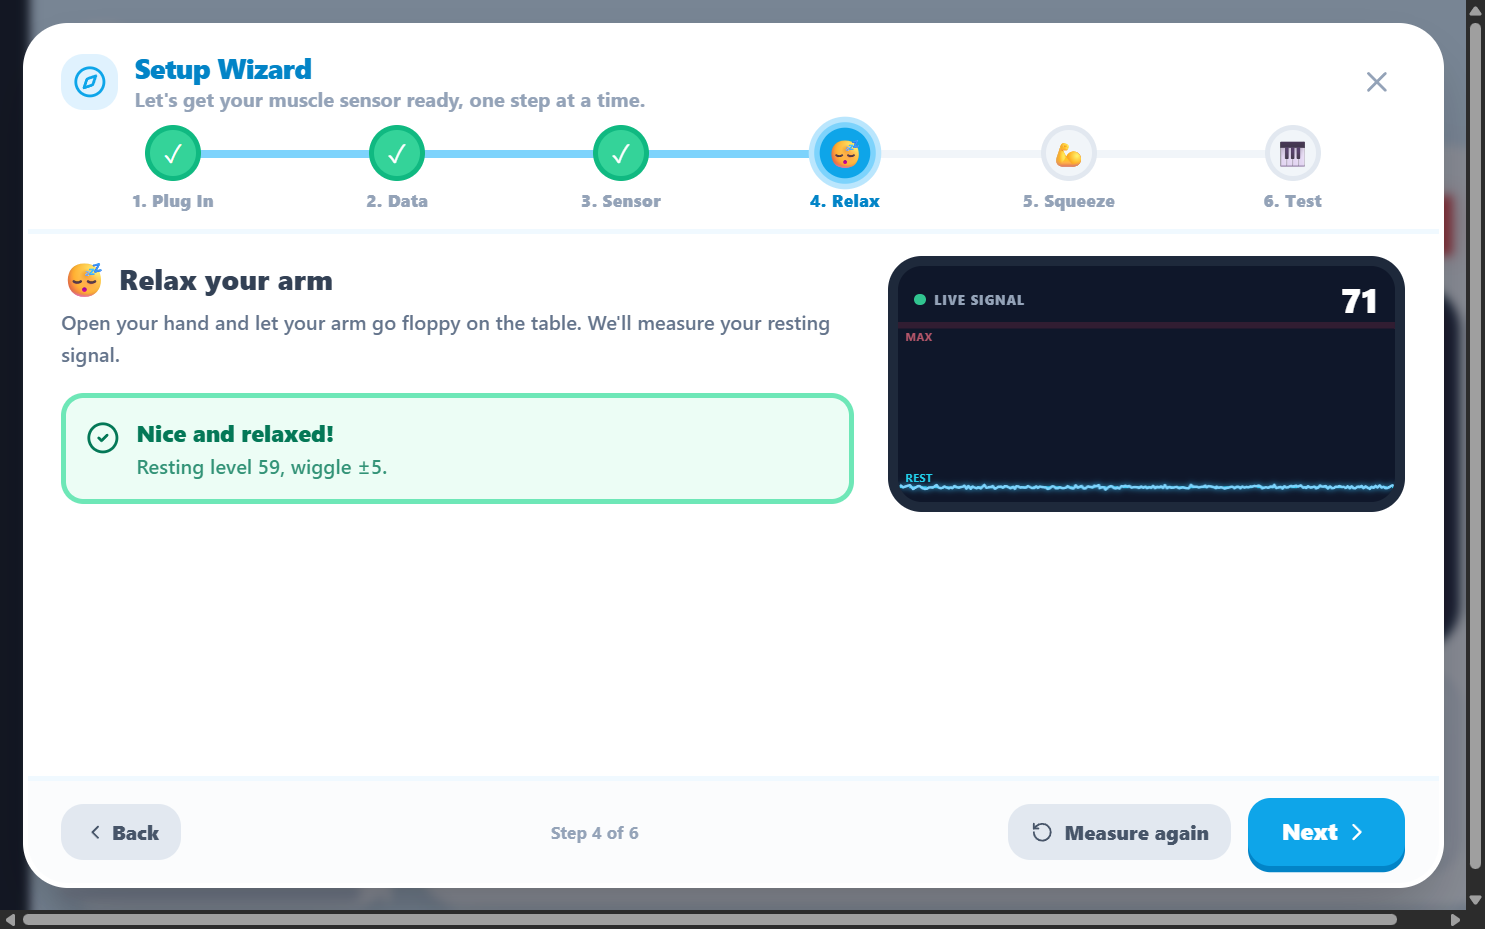 Setup Wizard
Let's get your muscle sensor ready, one step at a time.
1. Plug In
2. Data
3. Sensor
4. Relax
5. Squeeze
6. Test
Relax your arm
Open your hand and let your arm go floppy on the table. We'll measure your resting
signal.
Nice and relaxed!
Resting level 59, wiggle ±5.
LIVE SIGNAL
71
MAX
REST
Back
Step 4 of 6
Measure again
Next